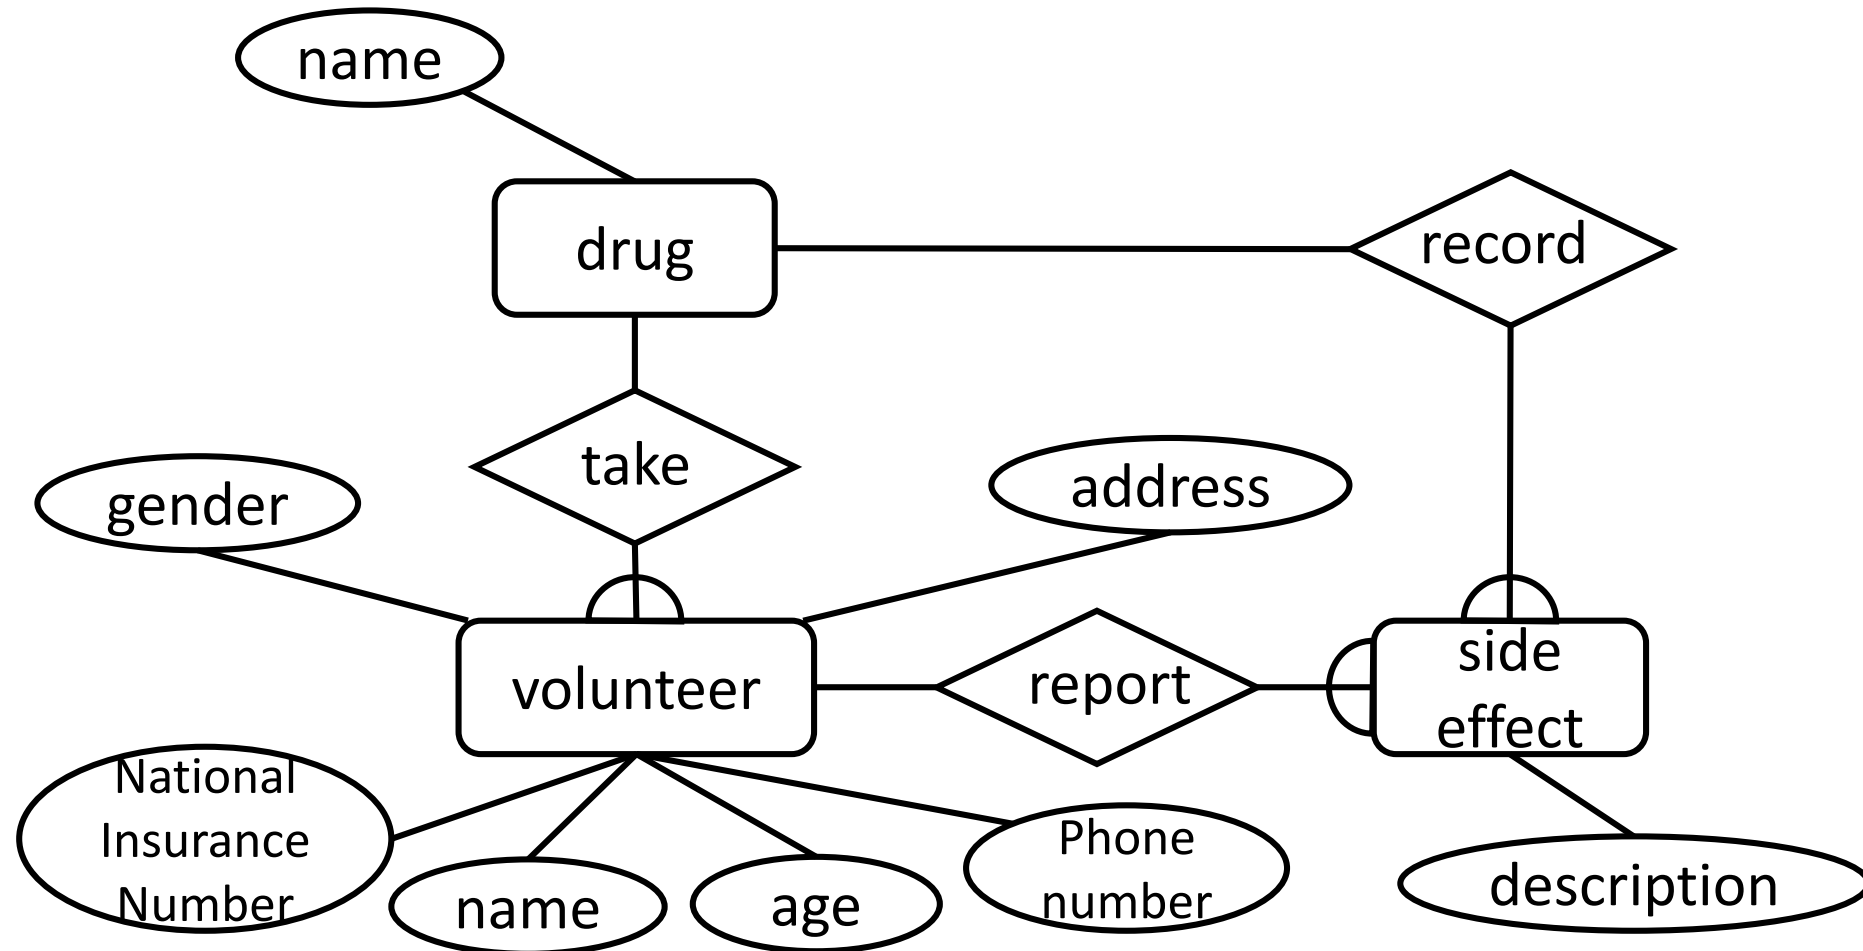 name
drug
record
take
gender
address
volunteer
report
side
effect
National
Insurance
Number
name
age
Phone
number
description